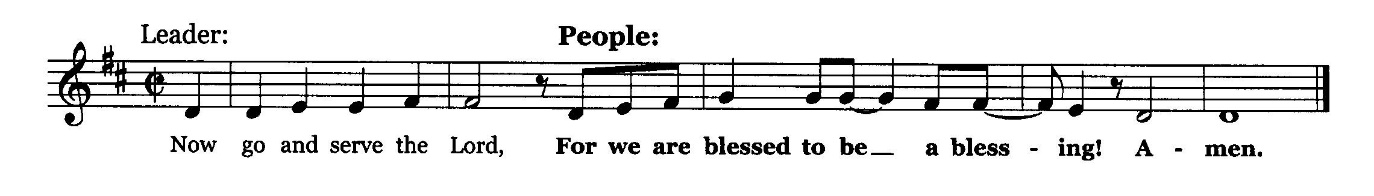 Leader: People:
Now go and serve the Lord, For we are blessed to be a bless - ing! A - men.